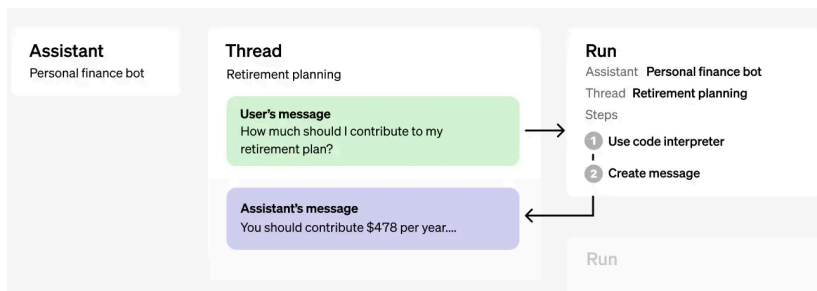 Assistant
Personal finance bot
Thread
Retirement planning
User's message
How much should I contribute to my
retirement plan?
Assistant's message
You should contribute $478 per year....
Run
Assistant Personal finance bot
Thread Retirement planning
Steps
1 Use code interpreter
2 Create message
Run